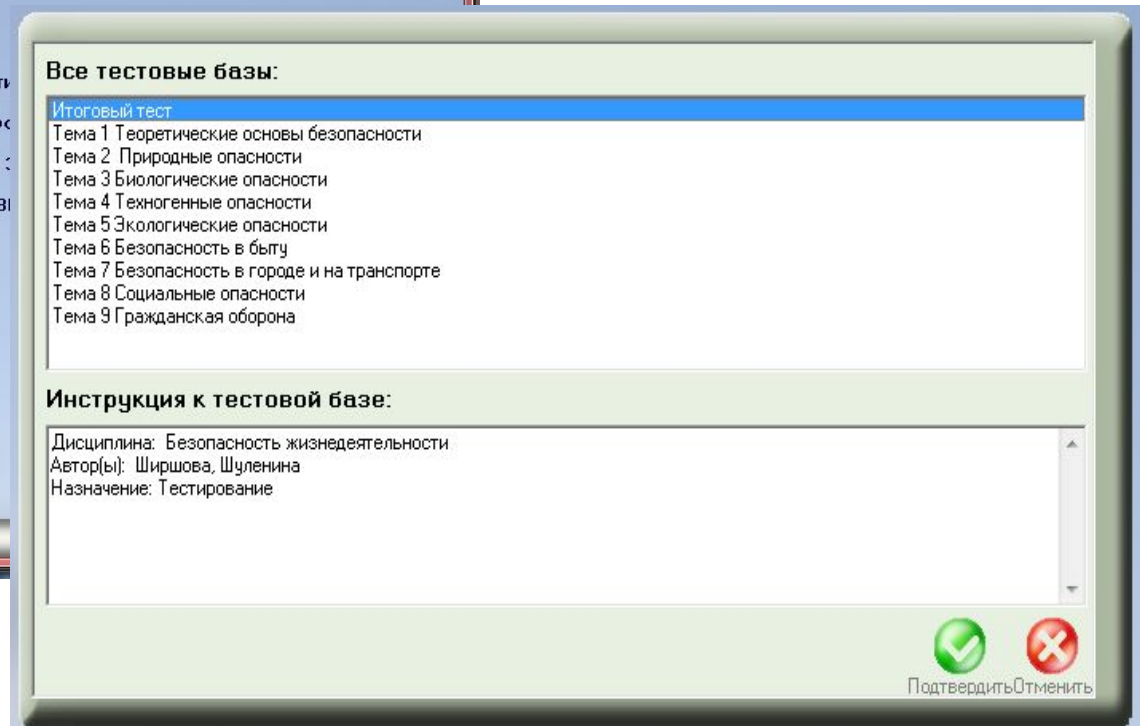 Все тестовые базы:
Итоговый тест
Тема 1 Теоретические основы безопасности
Тема 2  Природные опасности
Тема 3 Биологические опасности
Тема 4 Техногенные опасности
Тема 5 Экологические опасности
Тема 6 Безопасность в быту
Тема 7 Безопасность в городе и на транспорте
Тема 8 Социальные опасности
Тема 9 Гражданская оборона
Инструкция к тестовой базе:
Дисциплина:  Безопасность жизнедеятельности
Автор(ы):  Ширшова, Шуленина
Назначение: Тестирование
Подтвердить Отменить